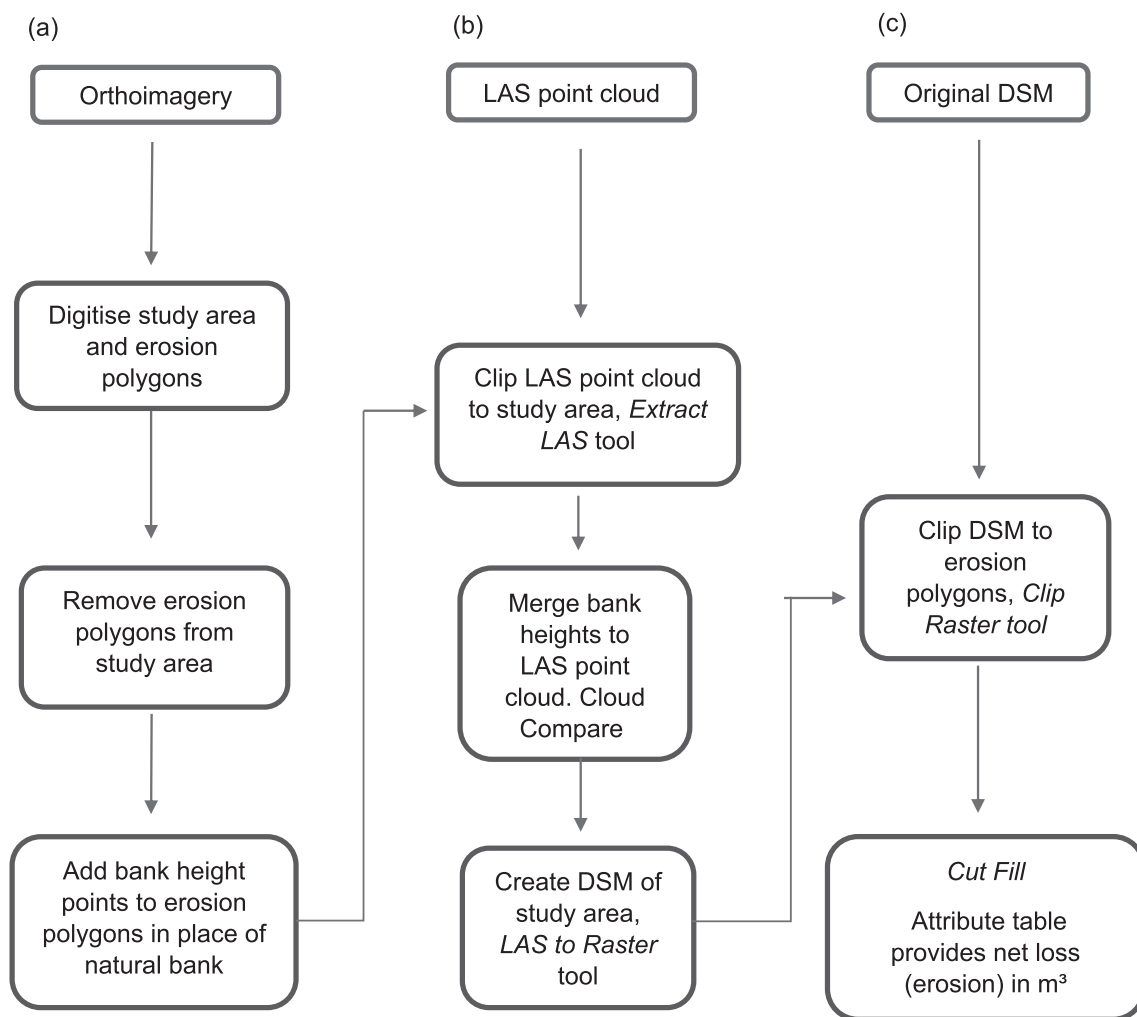 (a)
Orthoimagery
Digitise study area
and erosion
polygons
Remove erosion
polygons from
study area
Add bank height
points to erosion
polygons in place of
natural bank
(b)
LAS point cloud
Clip LAS point cloud
to study area, Extract
LAS tool
Merge bank
heights to
LAS point
cloud. Cloud
Compare
Create DSM of
study area,
LAS to Raster
tool
(c)
Original DSM
Clip DSM to
erosion
polygons, Clip
Raster tool
Cut Fill
Attribute table
provides net loss
(erosion) in m³